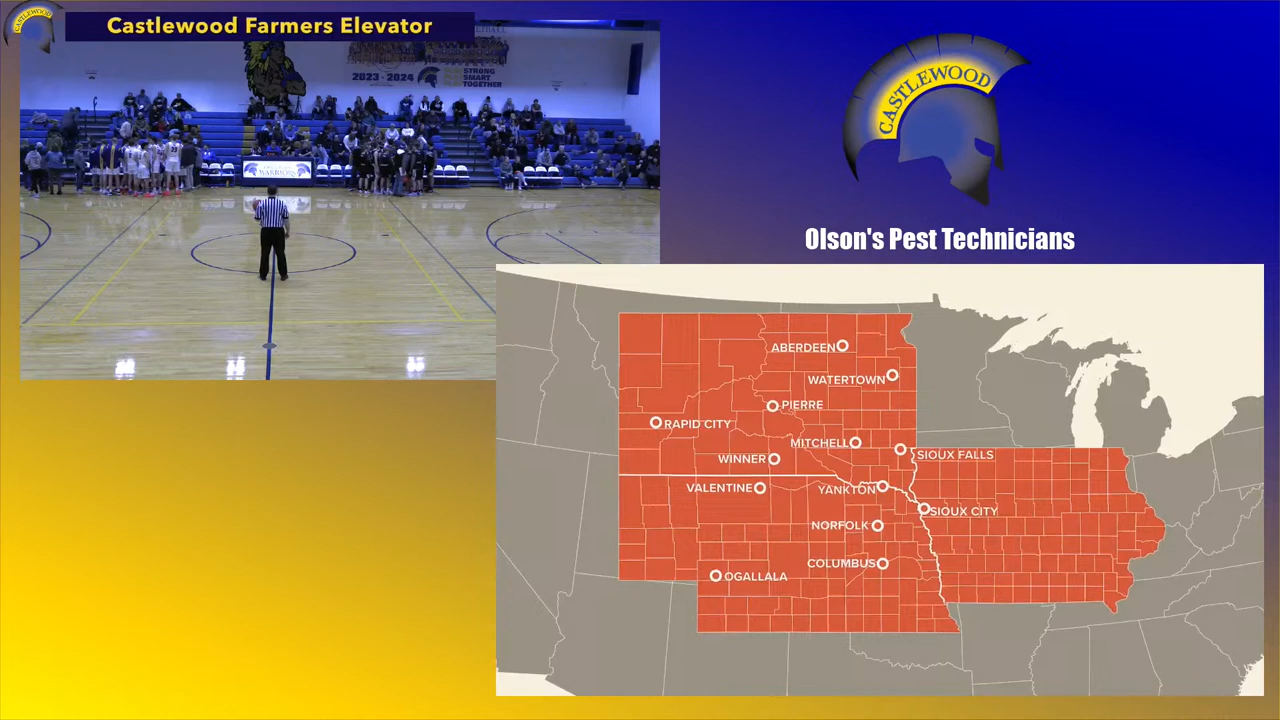 Castlewood Farmers Elevator
2023 - 2024
STRONG
SMART
TOGETHER
WARRIORS
CASTLEWOOD
Olson's Pest Technicians
ABERDEEN
WATERTOWN
PIERRE
RAPID CITY
MITCHELL
SIOUX FALLS
WINNER
VALENTINE
YANKTON
SIOUX CITY
NORFOLK
COLUMBUS
OGALLALA